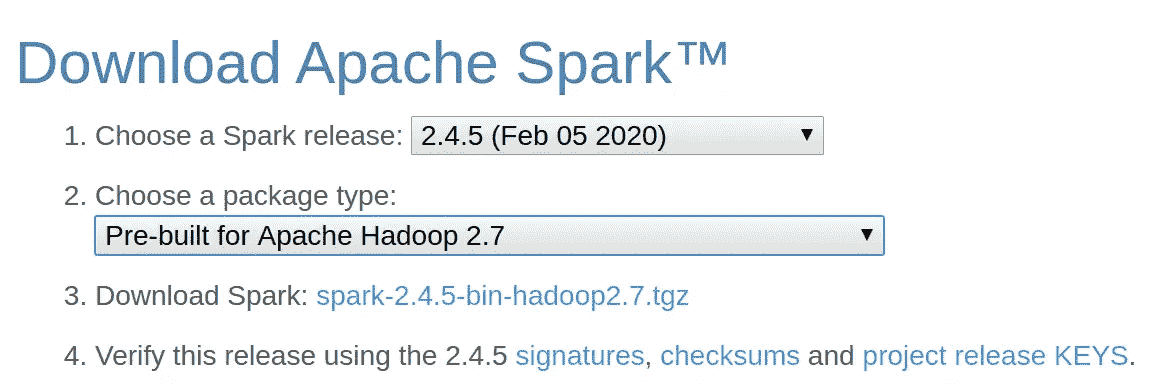 Download Apache Spark™
1. Choose a Spark release: 2.4.5 (Feb 05 2020)
2. Choose a package type:
Pre-built for Apache Hadoop 2.7
3. Download Spark: spark-2.4.5-bin-hadoop2.7.tgz
4. Verify this release using the 2.4.5 signatures, checksums and project release KEYS.